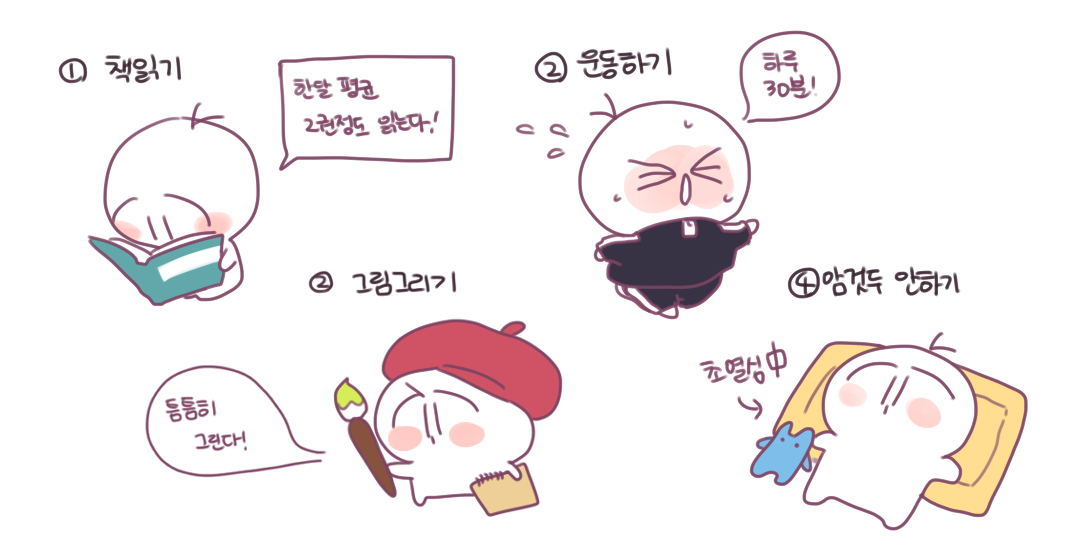 ① 책읽기
한달 평균
2권정도 읽는다!
② 운동하기
하루
30분!
② 그림그리기
틈틈히
그린다!
④ 암것두 안하기
초열심中